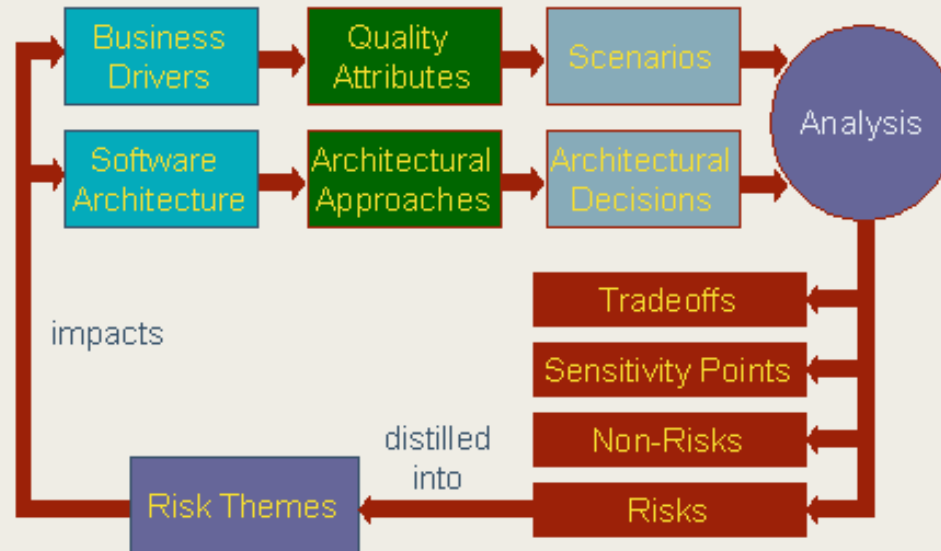 Business
Drivers
Quality
Attributes
Scenarios
Analysis
Software
Architecture
Architectural
Approaches
Architectural
Decisions
Tradeoffs
impacts
Sensitivity Points
Non-Risks
distilled
into
Risk Themes
Risks